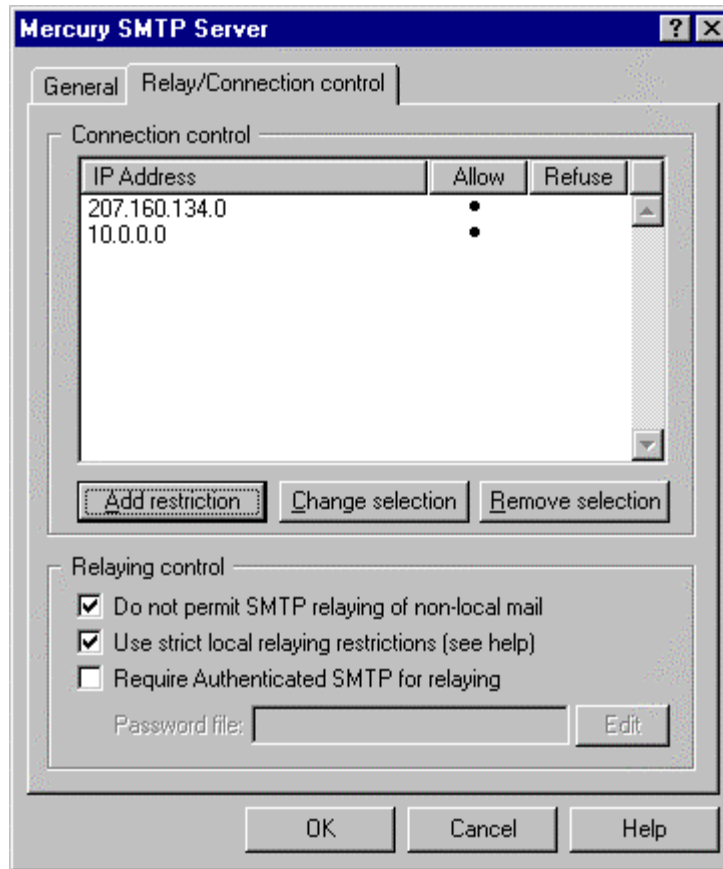 Mercury SMTP Server
General Relay/Connection control
Connection control
IP Address Allow Refuse
207.160.134.0 •
10.0.0.0 •
Add restriction Change selection Remove selection
Relaying control
Do not permit SMTP relaying of non-local mail
Use strict local relaying restrictions (see help)
Require Authenticated SMTP for relaying
Password file: Edit
OK Cancel Help